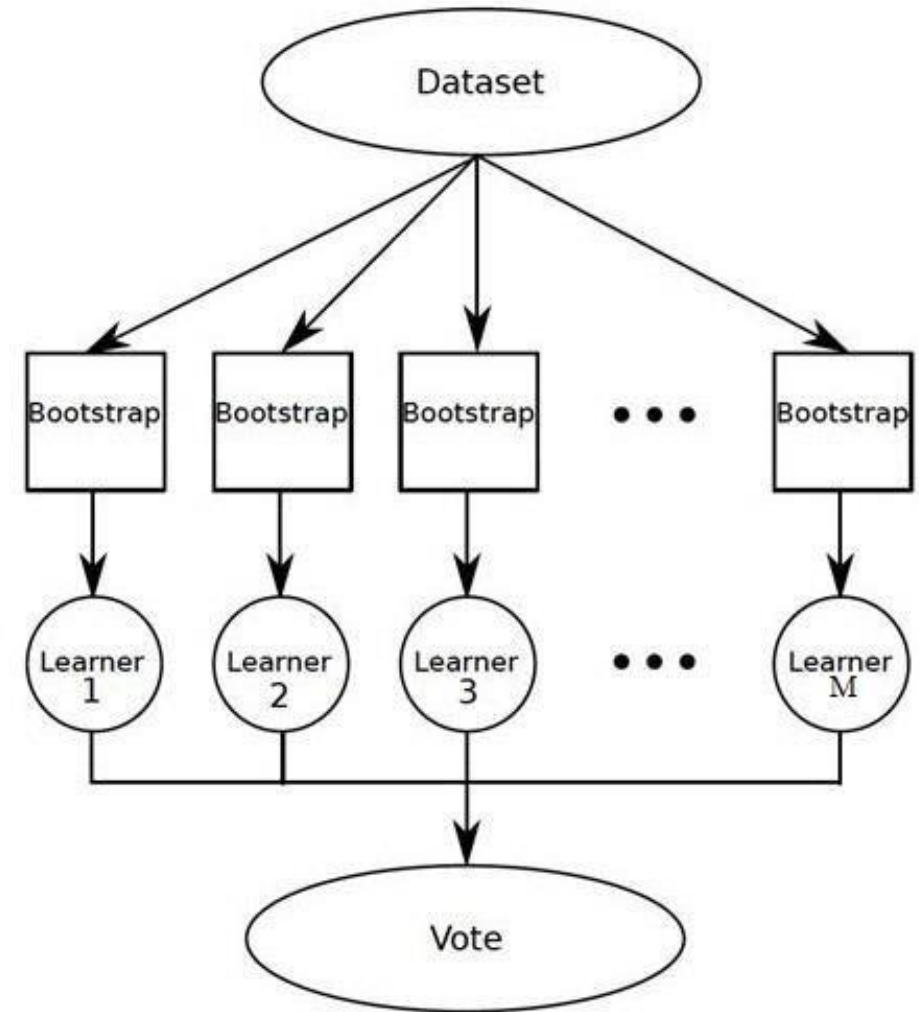 Dataset
Bootstrap Bootstrap Bootstrap ••• Bootstrap
Learner Learner Learner ••• Learner
1 2 3 M
Vote